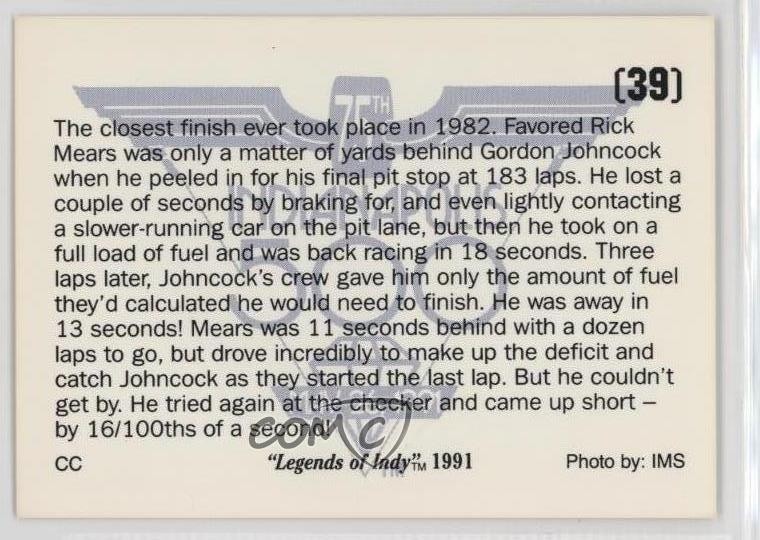 (39)
75TH
INDIANAPOLIS
500
The closest finish ever took place in 1982. Favored Rick
Mears was only a matter of yards behind Gordon Johncock
when he peeled in for his final pit stop at 183 laps. He lost a
couple of seconds by braking for, and even lightly contacting
a slower-running car on the pit lane, but then he took on a
full load of fuel and was back racing in 18 seconds. Three
laps later, Johncock's crew gave him only the amount of fuel
they'd calculated he would need to finish. He was away in
13 seconds! Mears was 11 seconds behind with a dozen
laps to go, but drove incredibly to make up the deficit and
catch Johncock as they started the last lap. But he couldn't
get by. He tried again at the checker and came up short –
by 16/100ths of a second!
COMC
CC
"Legends of Indy"™ 1991
Photo by: IMS